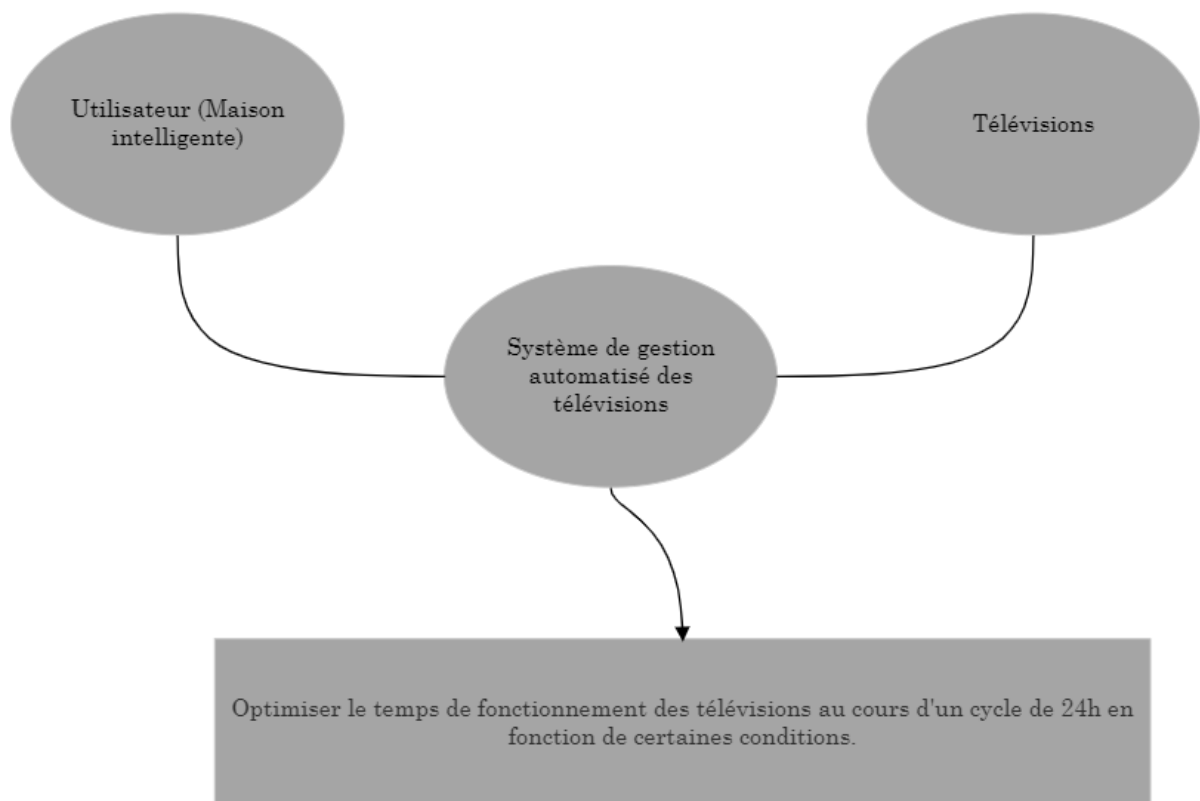 Utilisateur (Maison
intelligente)
Télévisions
Système de gestion
automatisé des
télévisions
Optimiser le temps de fonctionnement des télévisions au cours d'un cycle de 24h en
fonction de certaines conditions.